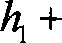 h₁ +